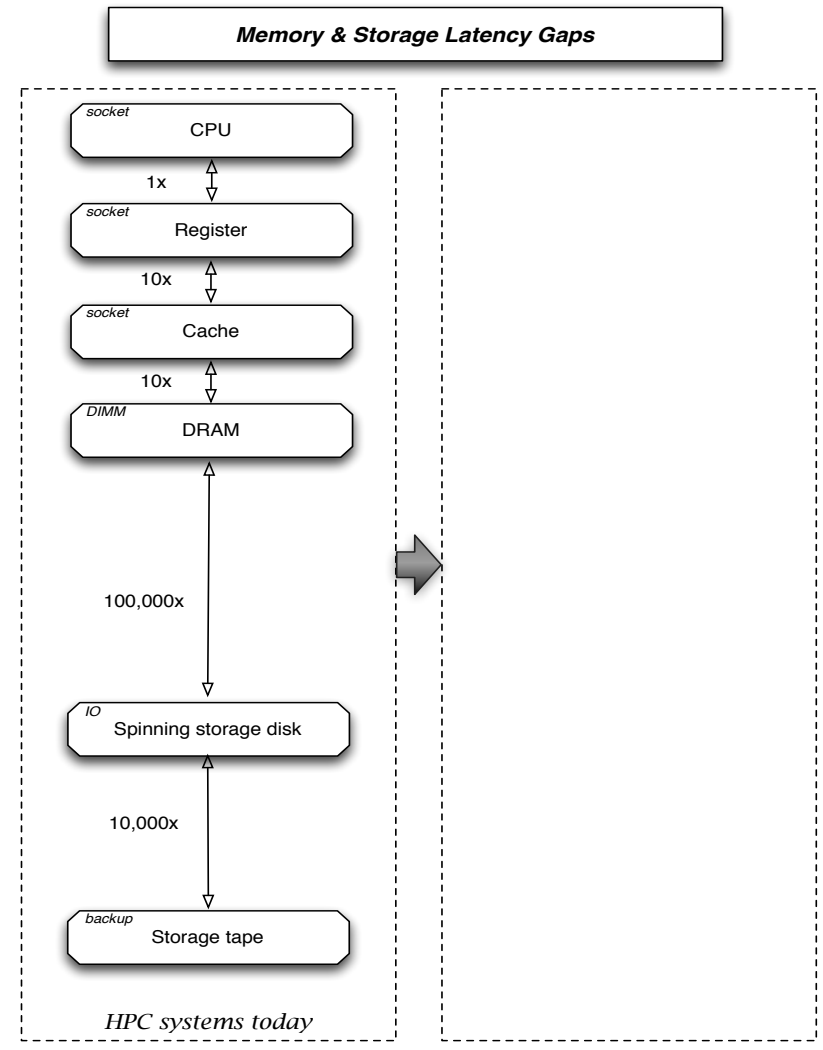 Memory & Storage Latency Gaps
socket
CPU
1x
socket
Register
10x
socket
Cache
10x
DIMM
DRAM
100,000x
IO
Spinning storage disk
10,000x
backup
Storage tape
HPC systems today